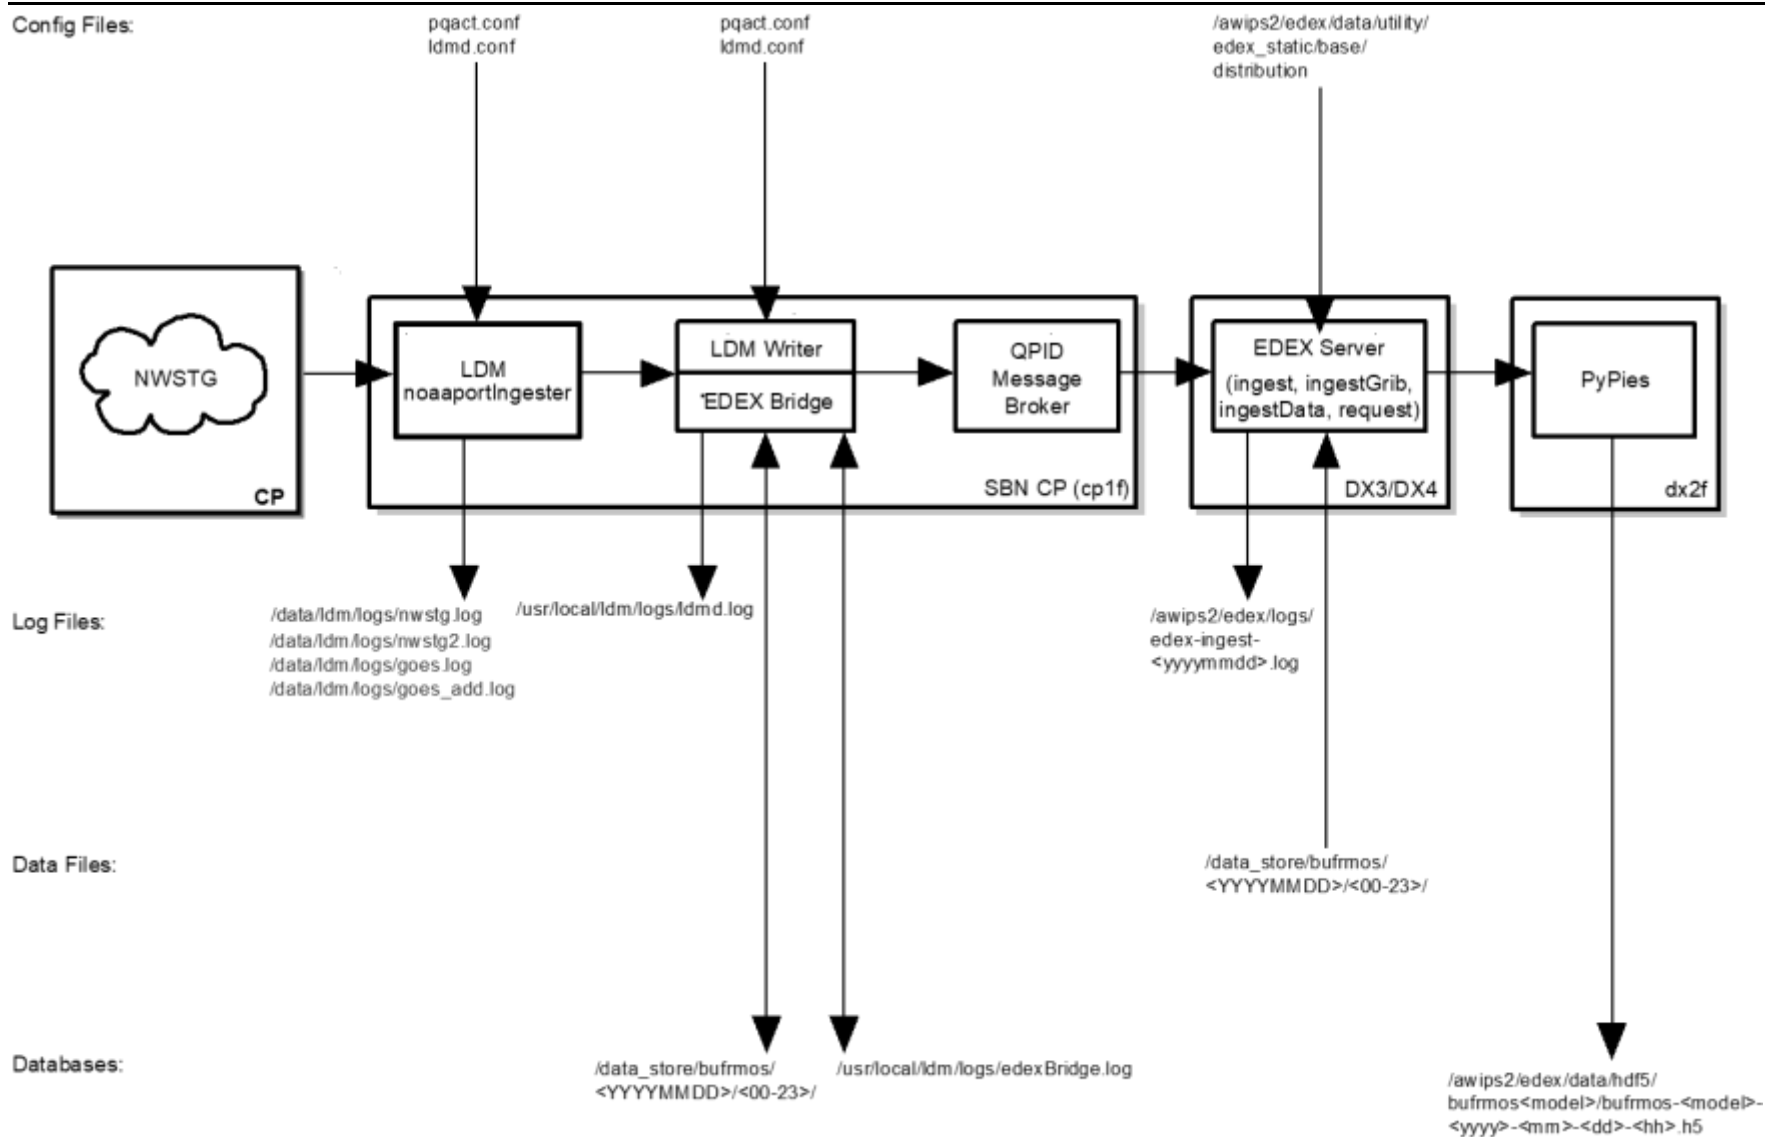 Config Files:
pqact.conf
ldmd.conf
pqact.conf
ldmd.conf
/awips2/edex/data/utility/
edex_static/base/
distribution
NWSTG
CP
LDM
noaaportIngester
LDM Writer
*EDEX Bridge
QPID
Message
Broker
SBN CP (cp1f)
EDEX Server
(ingest, ingestGrib,
ingestData, request)
DX3/DX4
PyPies
dx2f
Log Files:
/data/ldm/logs/nwstg.log
/data/ldm/logs/nwstg2.log
/data/ldm/logs/goes.log
/data/ldm/logs/goes_add.log
/usr/local/ldm/logs/ldmd.log
/awips2/edex/logs/
edex-ingest-
<yyyymmdd>.log
Data Files:
/data_store/bufrmos/
<YYYYMMDD>/<00-23>/
Databases:
/data_store/bufrmos/
<YYYYMMDD>/<00-23>/
/usr/local/ldm/logs/edexBridge.log
/awips2/edex/data/hdf5/
bufrmos<model>/bufrmos-<model>-
<yyyy>-<mm>-<dd>-<hh>.h5